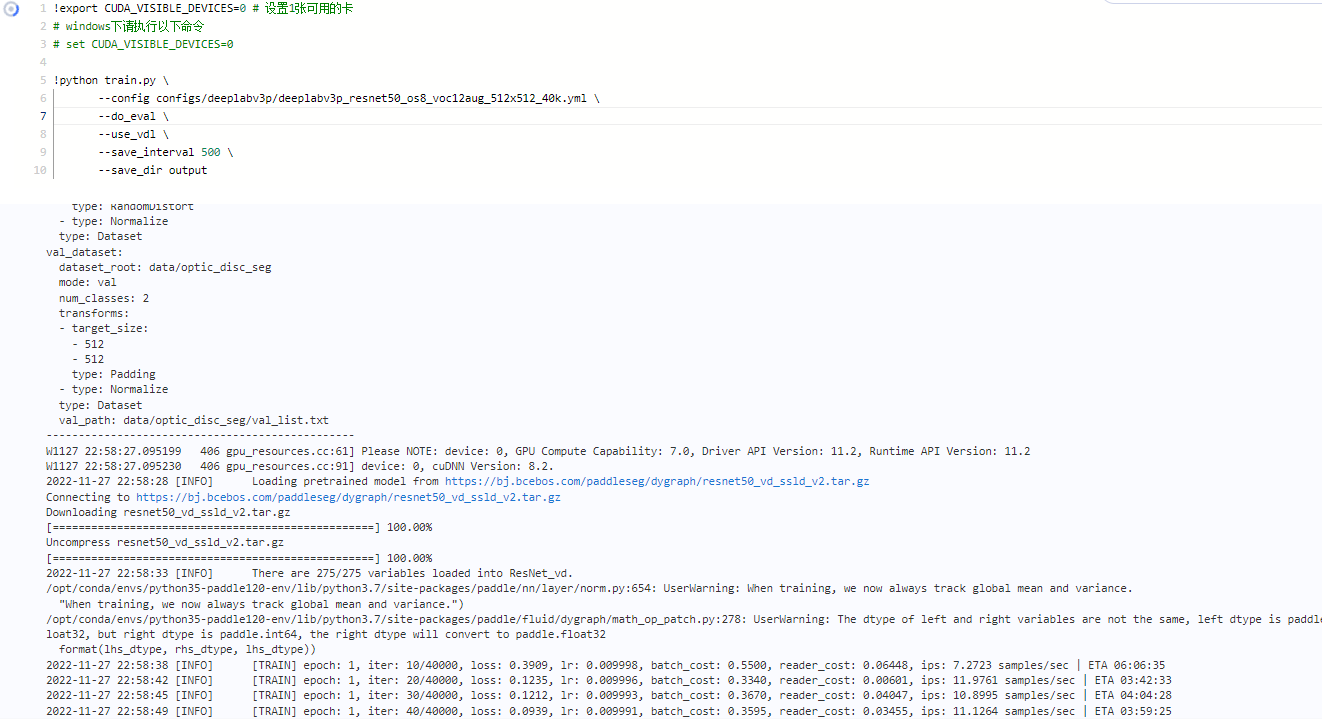 1 !export CUDA_VISIBLE_DEVICES=0 # 设置1张可用的卡
2 # windows下请执行以下命令
3 # set CUDA_VISIBLE_DEVICES=0
4
5 !python train.py \
6 --config configs/deeplabv3p/deeplabv3p_resnet50_os8_voc12aug_512x512_40k.yml \
7 --do_eval \
8 --use_vdl \
9 --save_interval 500 \
10 --save_dir output
type: RandomDistort
- type: Normalize
type: Dataset
val_dataset:
dataset_root: data/optic_disc_seg
mode: val
num_classes: 2
transforms:
- target_size:
- 512
- 512
type: Padding
- type: Normalize
type: Dataset
val_path: data/optic_disc_seg/val_list.txt
------------------------------------------------
W1127 22:58:27.095199 406 gpu_resources.cc:61] Please NOTE: device: 0, GPU Compute Capability: 7.0, Driver API Version: 11.2, Runtime API Version: 11.2
W1127 22:58:27.095230 406 gpu_resources.cc:91] device: 0, cuDNN Version: 8.2.
2022-11-27 22:58:28 [INFO] Loading pretrained model from https://bj.bcebos.com/paddleseg/dygraph/resnet50_vd_ssld_v2.tar.gz
Connecting to https://bj.bcebos.com/paddleseg/dygraph/resnet50_vd_ssld_v2.tar.gz
Downloading resnet50_vd_ssld_v2.tar.gz
[==================================================] 100.00%
Uncompress resnet50_vd_ssld_v2.tar.gz
[==================================================] 100.00%
2022-11-27 22:58:33 [INFO] There are 275/275 variables loaded into ResNet_vd.
/opt/conda/envs/python35-paddle120-env/lib/python3.7/site-packages/paddle/nn/layer/norm.py:654: UserWarning: When training, we now always track global mean and variance.
"When training, we now always track global mean and variance.")
/opt/conda/envs/python35-paddle120-env/lib/python3.7/site-packages/paddle/fluid/dygraph/math_op_patch.py:278: UserWarning: The dtype of left and right variables are not the same, left dtype is paddle
loat32, but right dtype is paddle.int64, the right dtype will convert to paddle.float32
format(lhs_dtype, rhs_dtype, lhs_dtype))
2022-11-27 22:58:38 [INFO] [TRAIN] epoch: 1, iter: 10/40000, loss: 0.3909, lr: 0.009998, batch_cost: 0.5500, reader_cost: 0.06448, ips: 7.2723 samples/sec | ETA 06:06:35
2022-11-27 22:58:42 [INFO] [TRAIN] epoch: 1, iter: 20/40000, loss: 0.1235, lr: 0.009996, batch_cost: 0.3340, reader_cost: 0.00601, ips: 11.9761 samples/sec | ETA 03:42:33
2022-11-27 22:58:45 [INFO] [TRAIN] epoch: 1, iter: 30/40000, loss: 0.1212, lr: 0.009993, batch_cost: 0.3670, reader_cost: 0.04047, ips: 10.8995 samples/sec | ETA 04:04:28
2022-11-27 22:58:49 [INFO] [TRAIN] epoch: 1, iter: 40/40000, loss: 0.0939, lr: 0.009991, batch_cost: 0.3595, reader_cost: 0.03455, ips: 11.1264 samples/sec | ETA 03:59:25